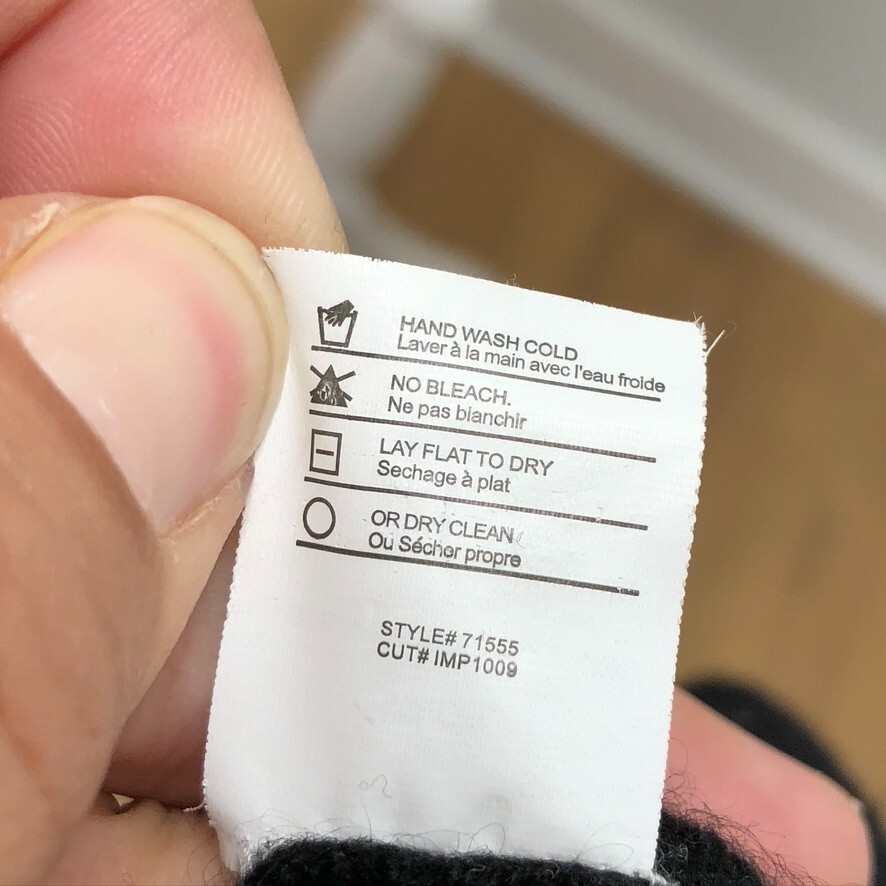 HAND WASH COLD
Laver à la main avec l'eau froide
NO BLEACH.
Ne pas blanchir
LAY FLAT TO DRY
Sechage à plat
OR DRY CLEAN
Ou Sécher propre
STYLE# 71555
CUT# IMP1009